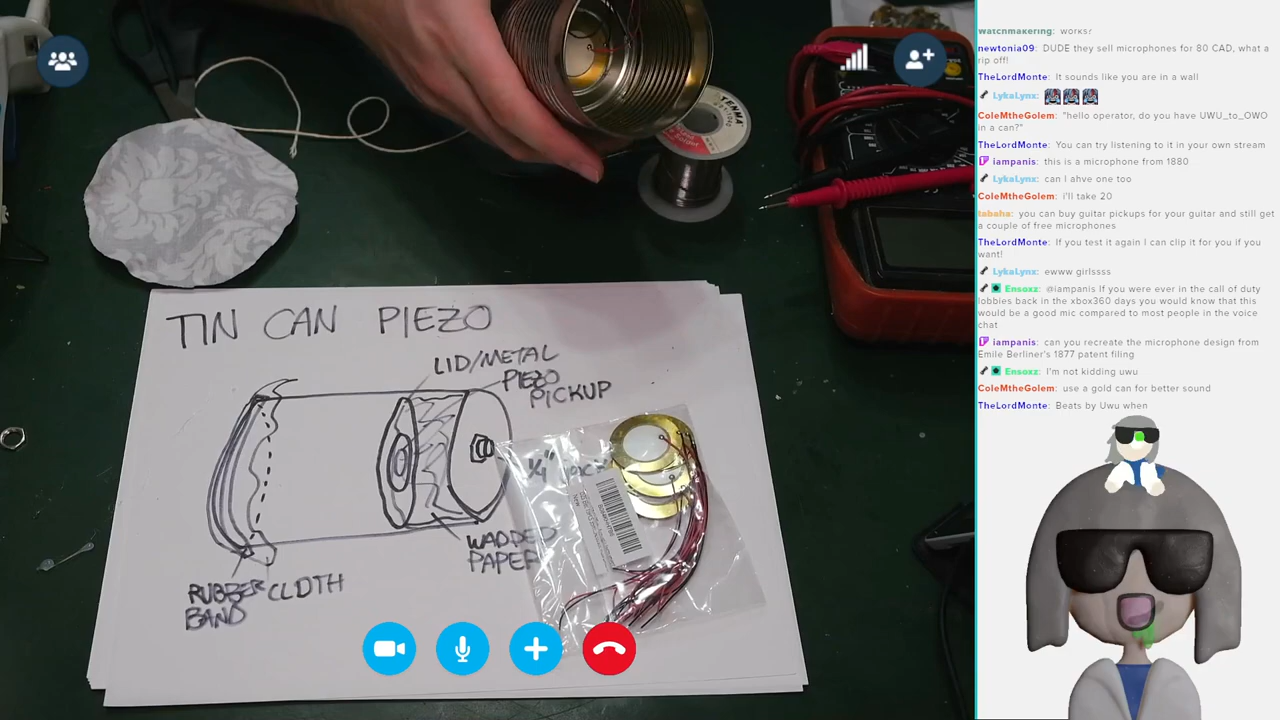 TENMA
TIN CAN PIEZO
LID/METAL
PIEZO
PICKUP
1/4"
WADDED
PAPER
RUBBER
BAND
CLOTH
watchmakering: works?
newtonia09: DUDE they sell microphones for 80 CAD, what a
rip off!
TheLordMonte: It sounds like you are in a wall
LykaLynx:
ColeMtheGolem: "hello operator, do you have UWU_to_OWO
in a can?"
TheLordMonte: You can try listening to it in your own stream
iampanis: this is a microphone from 1880
LykaLynx: can I ahve one too
ColeMtheGolem: i'll take 20
tabaha: you can buy guitar pickups for your guitar and still get
a couple of free microphones
TheLordMonte: If you test it again I can clip it for you if you
want!
LykaLynx: ewww girlssss
Ensoxz: @iampanis If you were ever in the call of duty
lobbies back in the xbox360 days you would know that this
would be a good mic compared to most people in the voice
chat
iampanis: can you recreate the microphone design from
Emile Berliner's 1877 patent filing
Ensoxz: I'm not kidding uwu
ColeMtheGolem: use a gold can for better sound
TheLordMonte: Beats by Uwu when